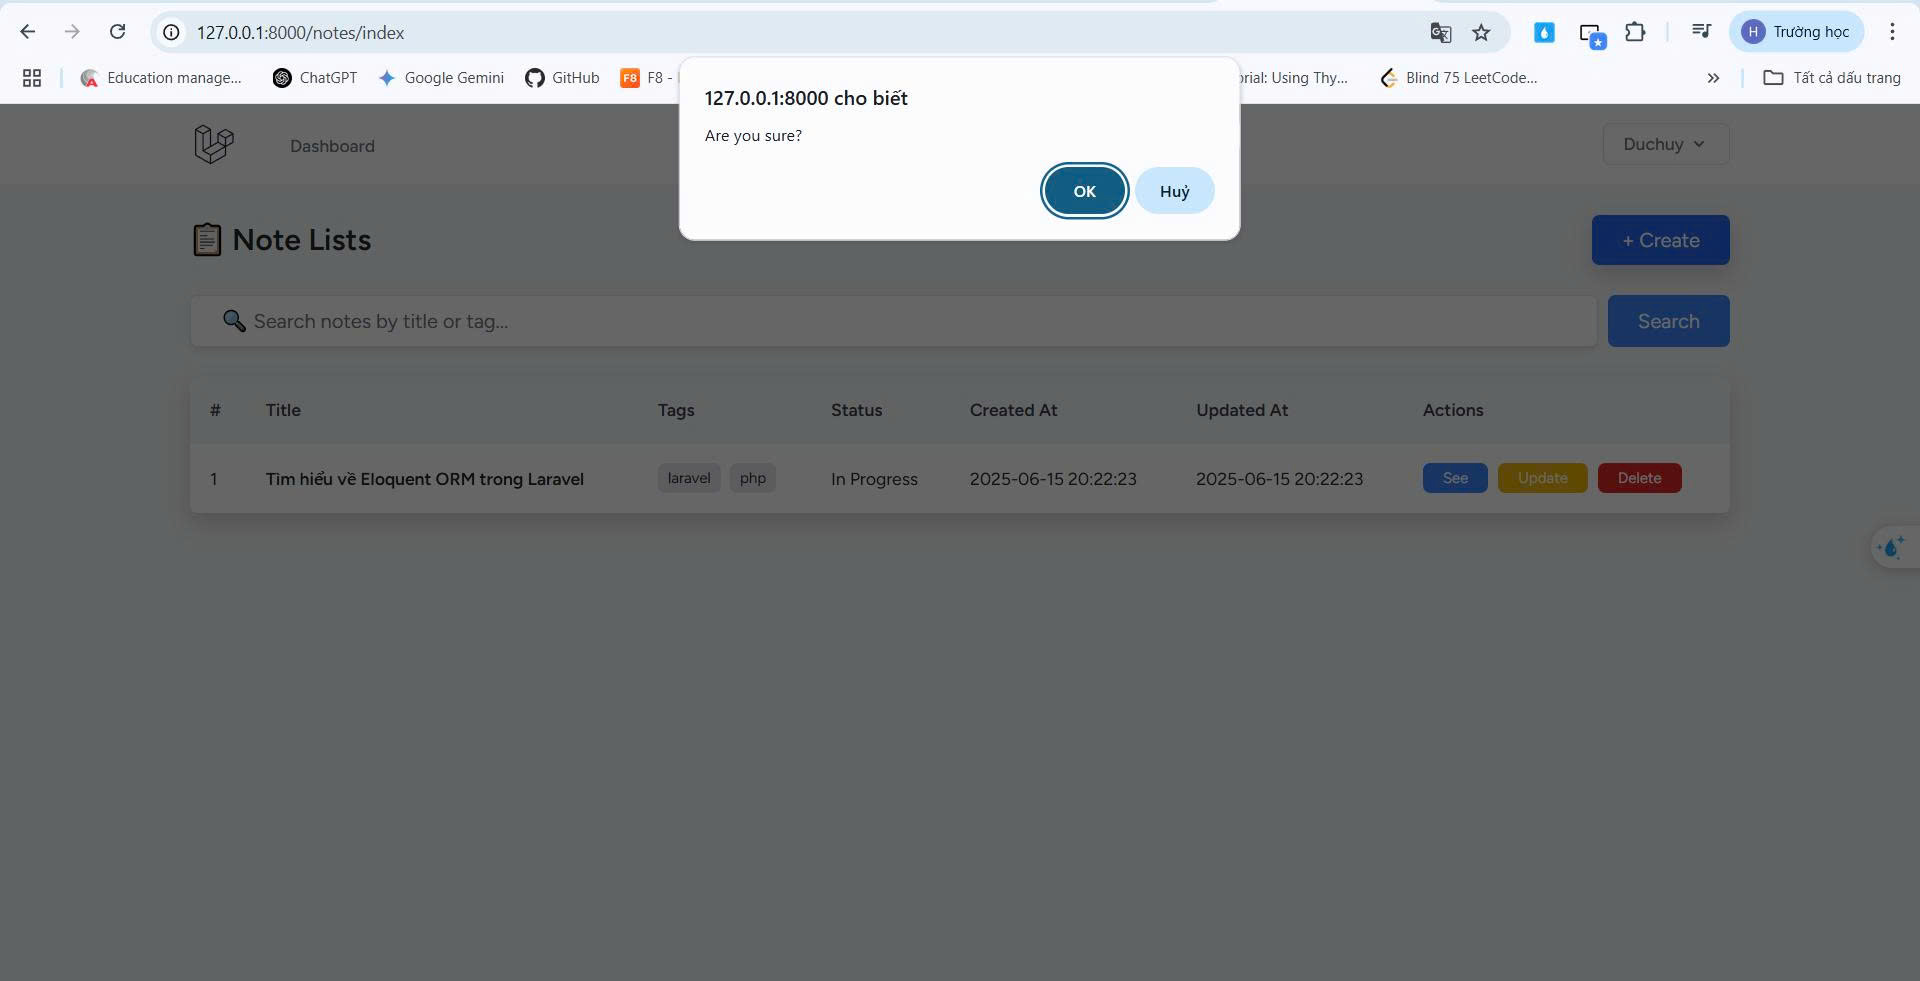 127.0.0.1:8000/notes/index
Trường học
Education manage...
ChatGPT
Google Gemini
GitHub
F8 -
Using Thy...
Blind 75 LeetCode...
Tất cả dấu trang
127.0.0.1:8000 cho biết
Are you sure?
OK
Huỷ
Dashboard
Duchuy
Note Lists
+ Create
Search notes by title or tag...
Search
# Title Tags Status Created At Updated At Actions
1 Tìm hiểu về Eloquent ORM trong Laravel laravel php In Progress 2025-06-15 20:22:23 2025-06-15 20:22:23 See Update Delete